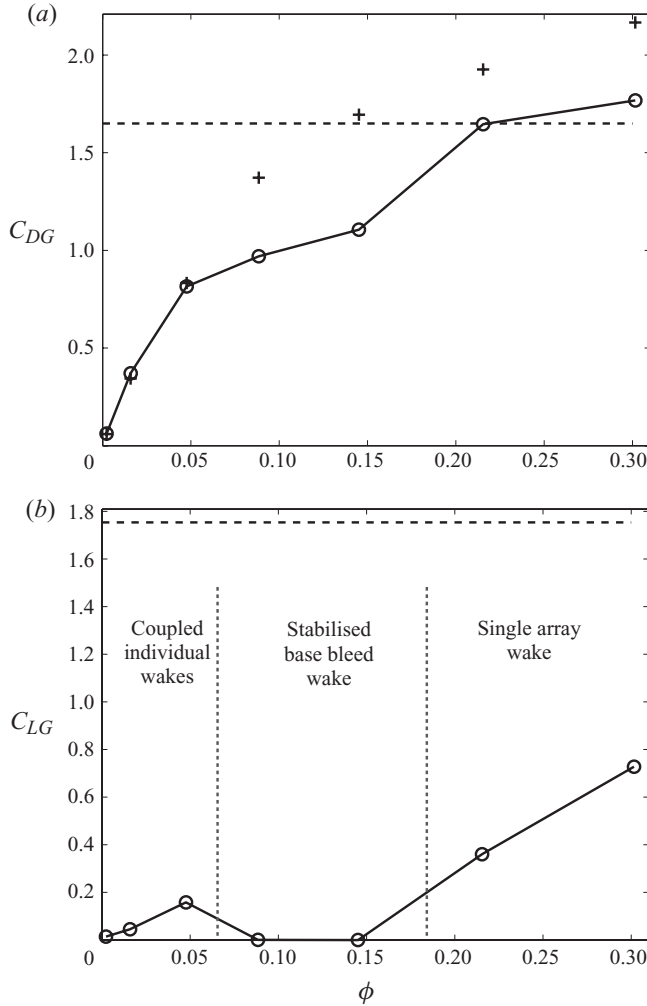 (a)
2.0
1.5
C_DG
1.0
0.5
0
0.05
0.10
0.15
0.20
0.25
0.30
(b)
1.8
1.6
1.4
Coupled
individual
wakes
Stabilised
base bleed
wake
Single array
wake
1.2
1.0
C_LG
0.8
0.6
0.4
0.2
0
0.05
0.10
0.15
0.20
0.25
0.30
ϕ